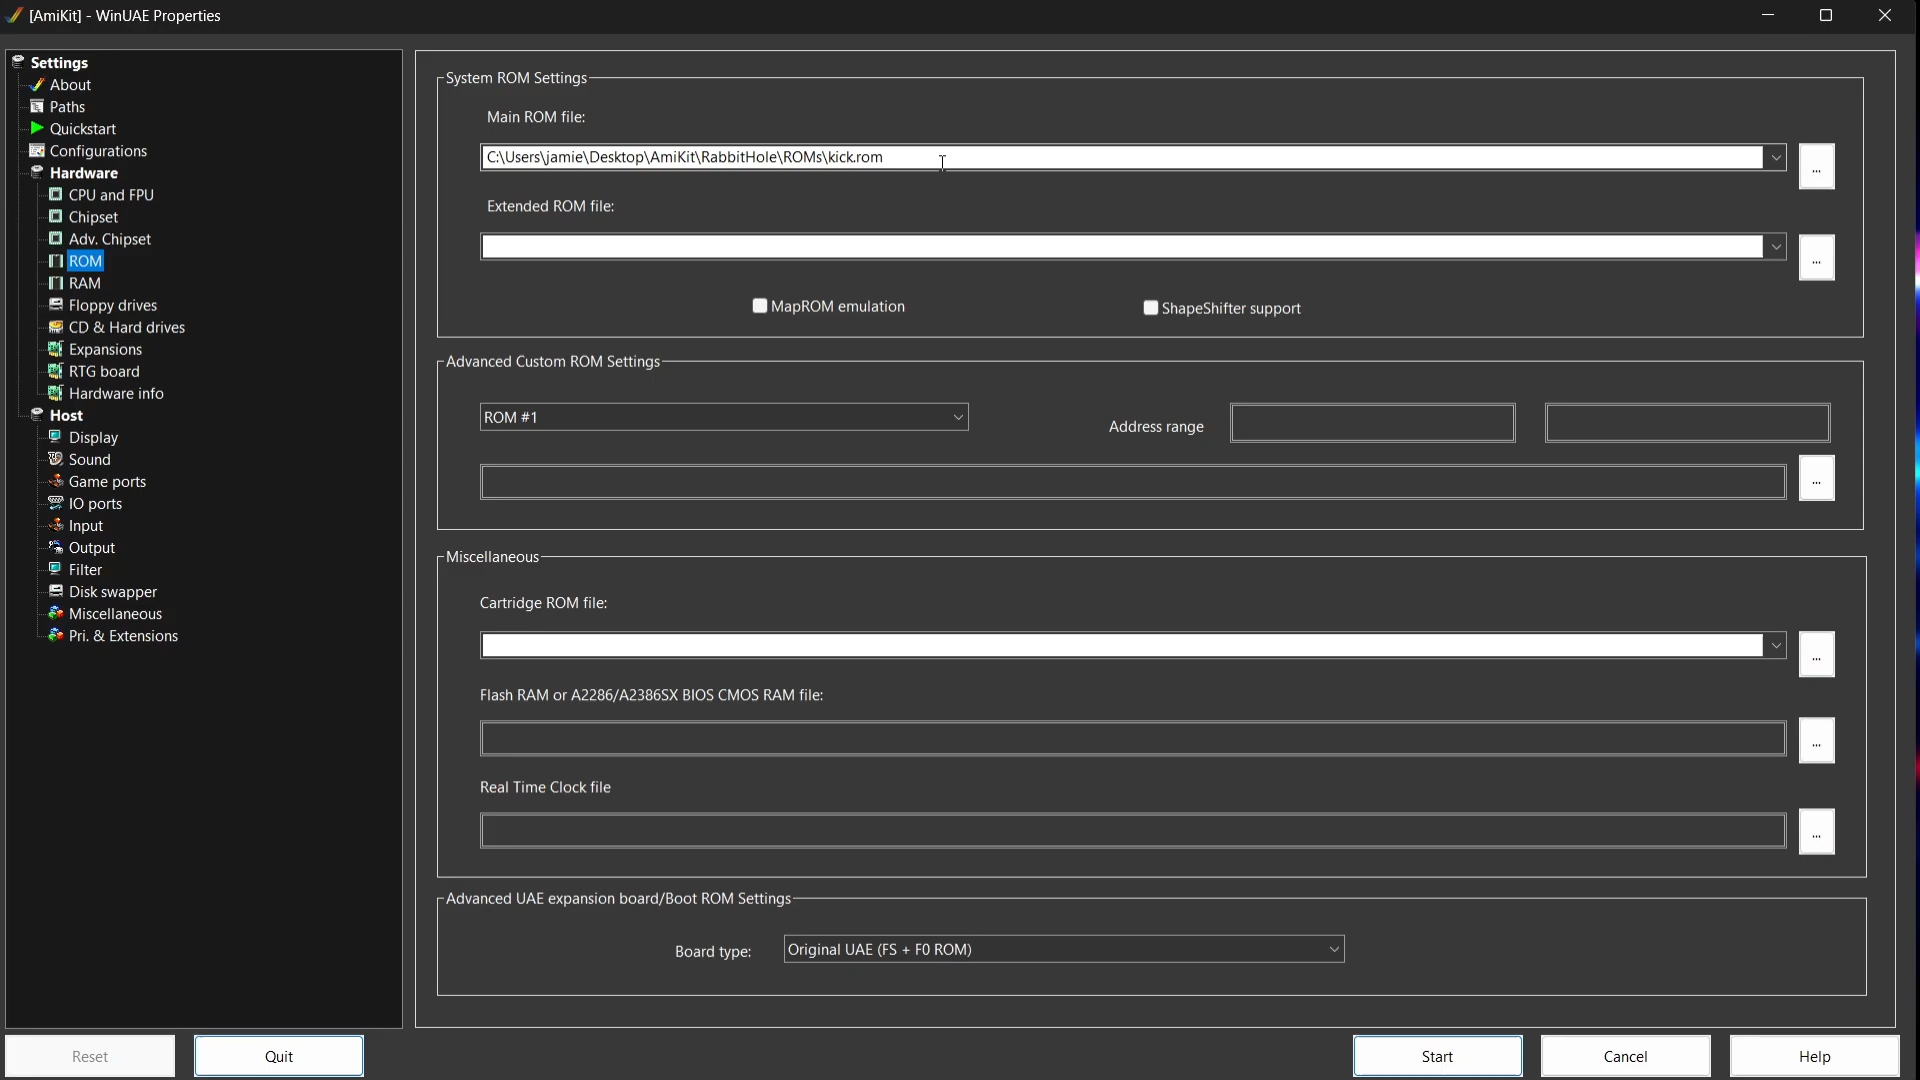 [AmiKit] - WinUAE Properties
Settings
About
Paths
Quickstart
Configurations
Hardware
CPU and FPU
Chipset
Adv. Chipset
ROM
RAM
Floppy drives
CD & Hard drives
Expansions
RTG board
Hardware info
Host
Display
Sound
Game ports
IO ports
Input
Output
Filter
Disk swapper
Miscellaneous
Pri. & Extensions
System ROM Settings
Main ROM file:
C:\Users\jamie\Desktop\AmiKit\RabbitHole\ROMs\kick.rom
...
Extended ROM file:
...
MapROM emulation
ShapeShifter support
Advanced Custom ROM Settings
ROM #1
Address range
...
Miscellaneous
Cartridge ROM file:
...
Flash RAM or A2286/A2386SX BIOS CMOS RAM file:
...
Real Time Clock file
...
Advanced UAE expansion board/Boot ROM Settings
Board type:
Original UAE (FS + F0 ROM)
Reset
Quit
Start
Cancel
Help